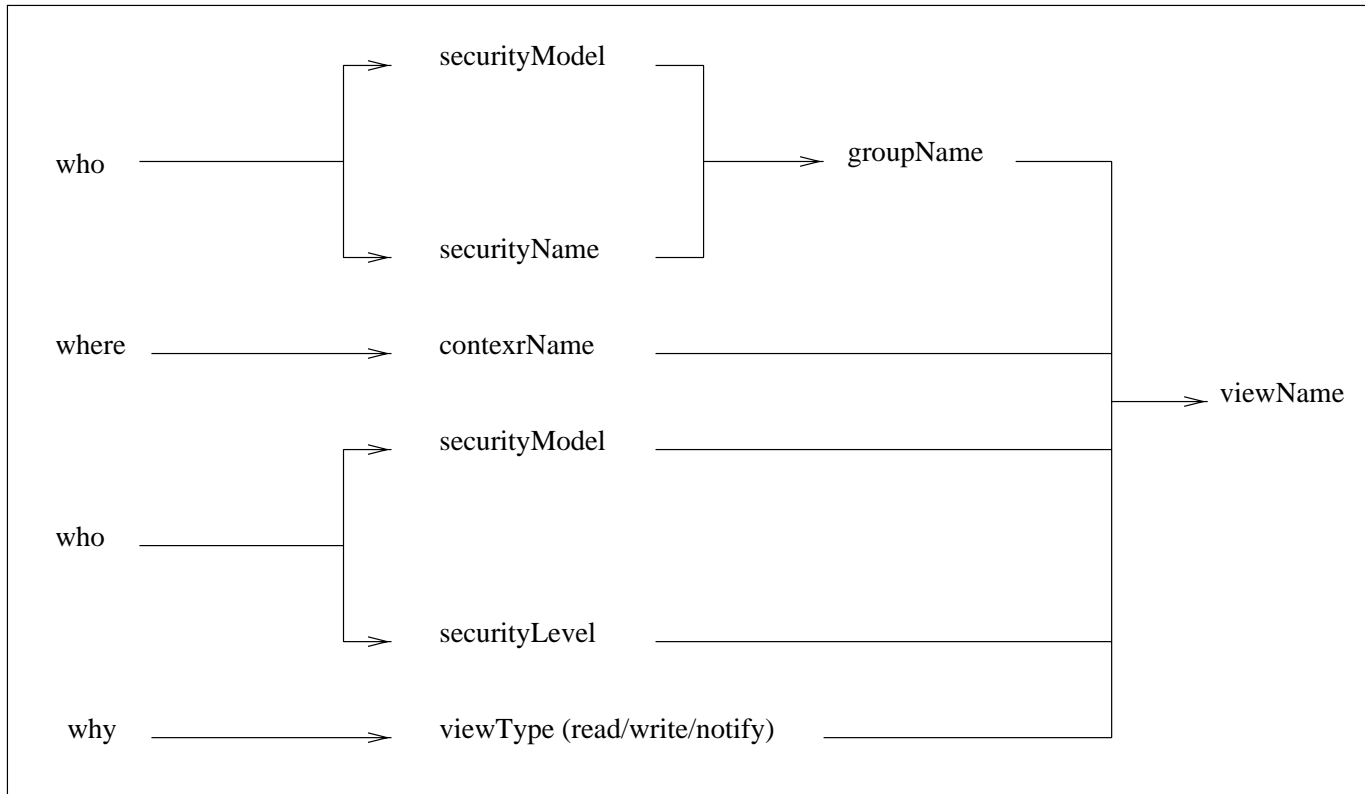 securityModel
who
groupName
securityName
where
contexrName
viewName
securityModel
who
securityLevel
why
viewType (read/write/notify)